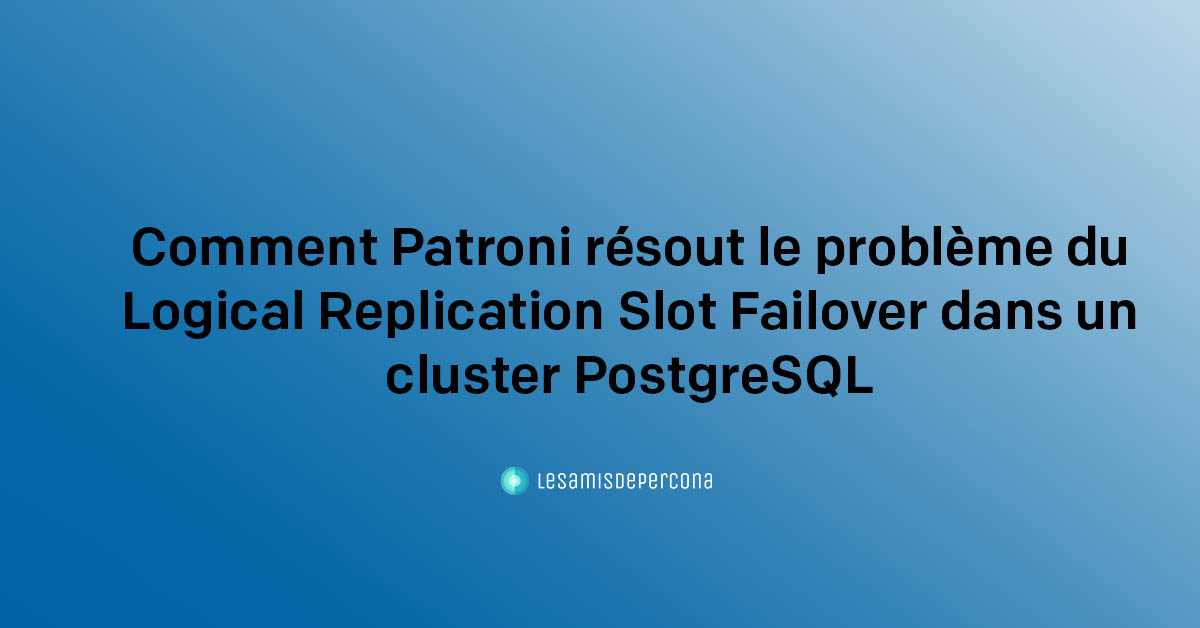 Comment Patroni résout le problème du
Logical Replication Slot Failover dans un
cluster PostgreSQL
LESAMISDEPERCONA